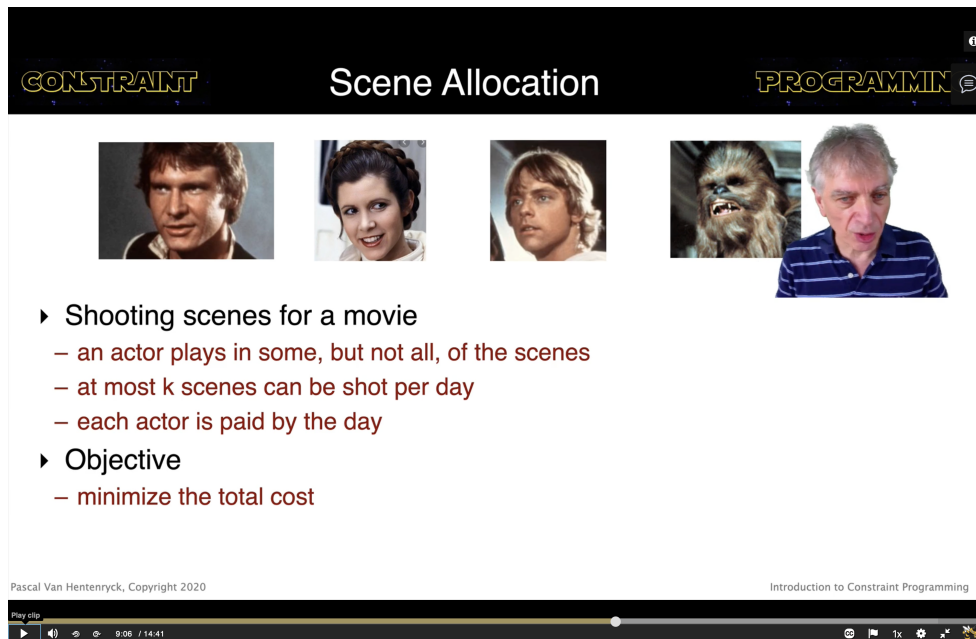 CONSTRAINT
Scene Allocation
PROGRAMMIN
Shooting scenes for a movie
– an actor plays in some, but not all, of the scenes
– at most k scenes can be shot per day
– each actor is paid by the day
Objective
– minimize the total cost
Pascal Van Hentenryck, Copyright 2020
Introduction to Constraint Programming
Play clip
9:06 / 14:41
CC
1x